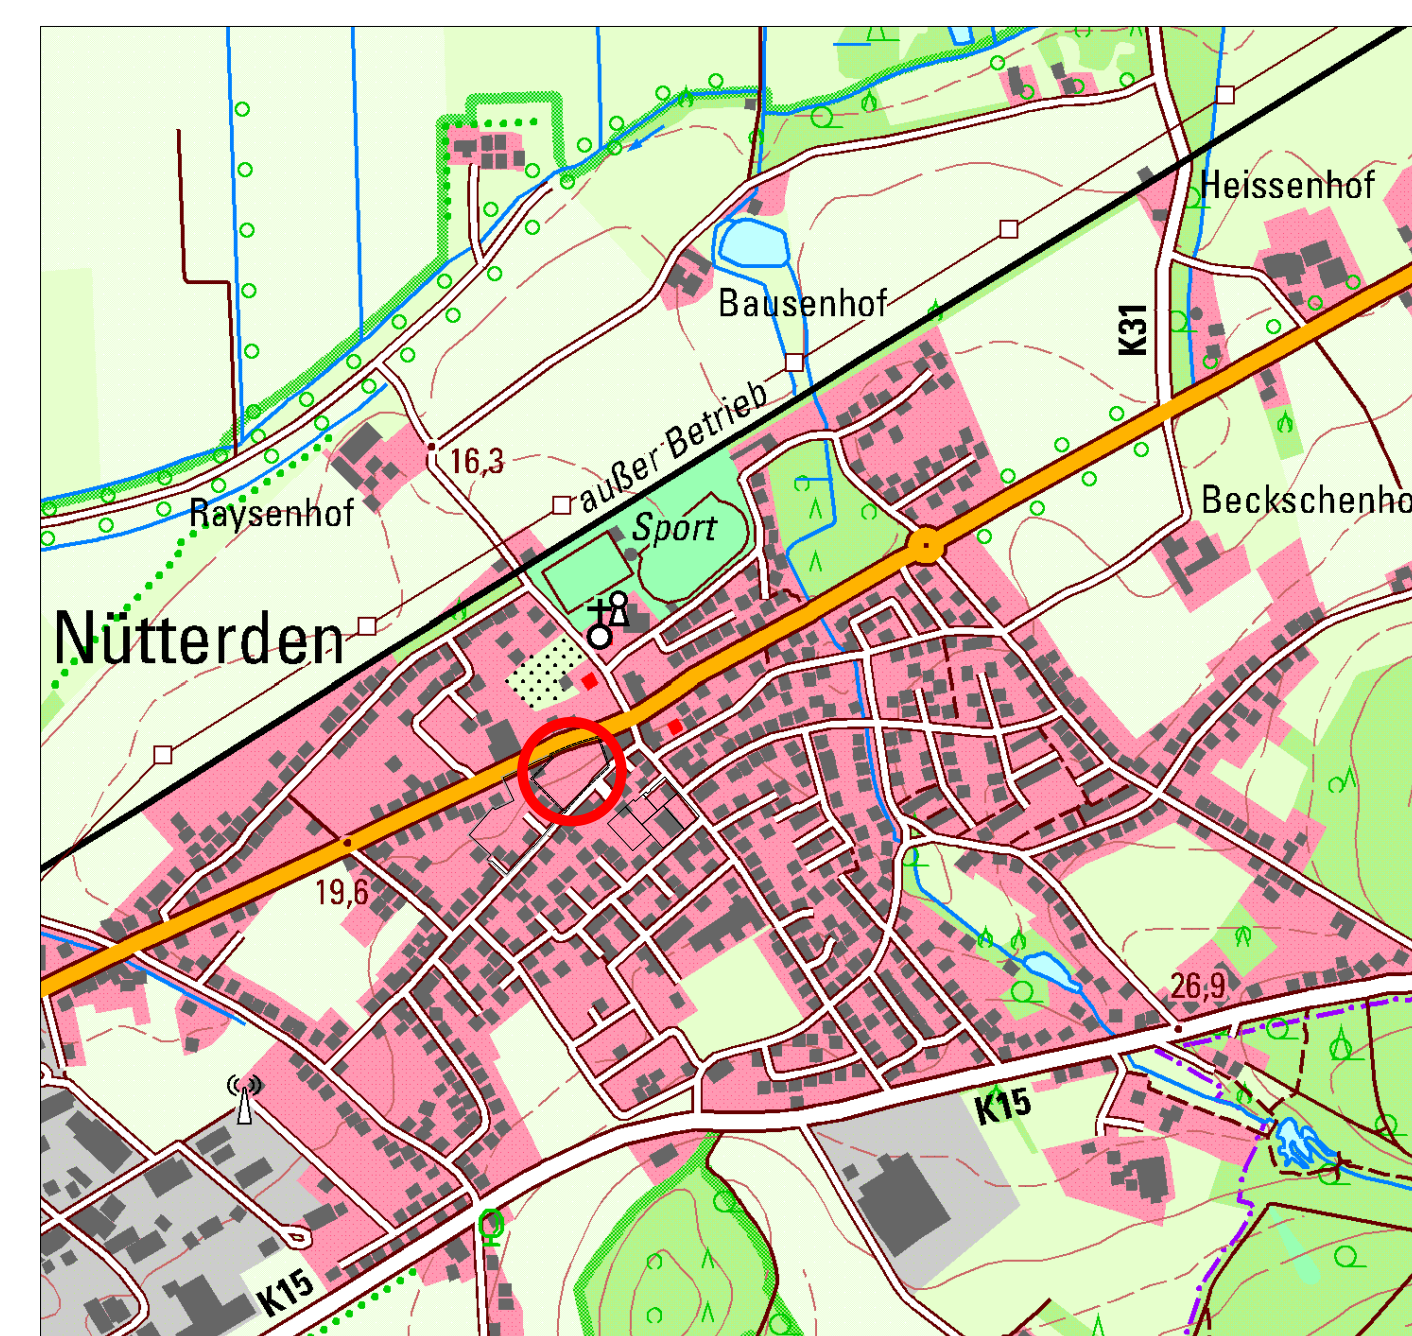 Heissenhof
Bausenhof
K31
außer Betrieb
16,3
Raysenhof
Sport
Beckschenho
Nütterden
19,6
26,9
K15
K15